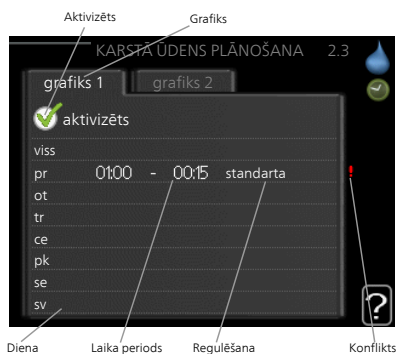 Aktivizēts Grafiks
KARSTĀ ŪDENS PLĀNOŠANA 2.3
grafiks 1 grafiks 2
aktivizēts
viss
pr 01:00 - 00:15 standarta !
ot
tr
ce
pk
se
sv
?
Diena Laika periods Regulēšana Konflikts